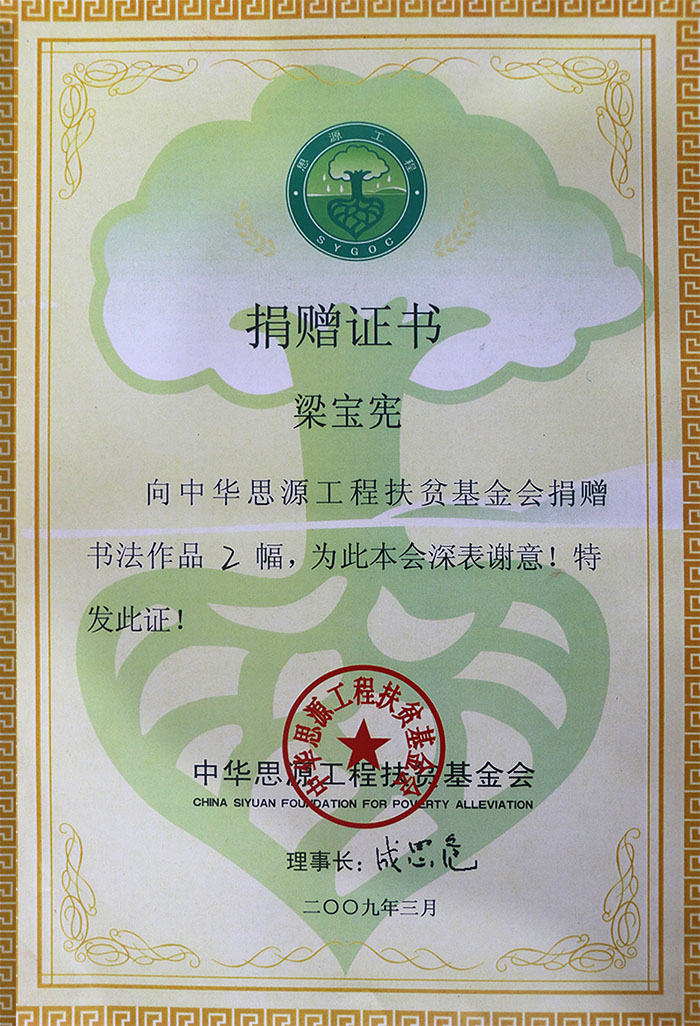 思源工程
SYGOC
捐赠证书
梁宝宪
向中华思源工程扶贫基金会捐赠
书法作品 2 幅，为此本会深表谢意！特
发此证！
中华思源工程扶贫基金会
中华思源工程扶贫基金会
CHINA SIYUAN FOUNDATION FOR POVERTY ALLEVIATION
理事长：成思危
二〇〇九年三月